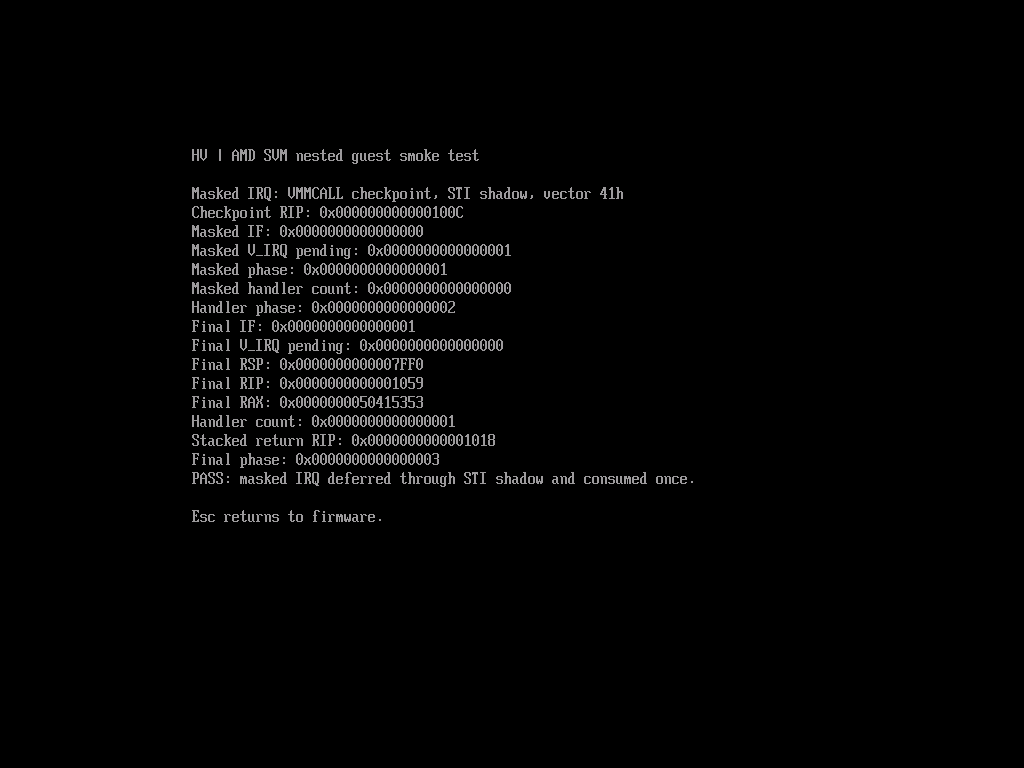 HV | AMD SVM nested guest smoke test
Masked IRQ: VMMCALL checkpoint, STI shadow, vector 41h
Checkpoint RIP: 0x000000000000100C
Masked IF: 0x0000000000000000
Masked V_IRQ pending: 0x0000000000000001
Masked phase: 0x0000000000000001
Masked handler count: 0x0000000000000000
Handler phase: 0x0000000000000002
Final IF: 0x0000000000000001
Final V_IRQ pending: 0x0000000000000000
Final RSP: 0x0000000000007FF0
Final RIP: 0x0000000000001059
Final RAX: 0x0000000050415353
Handler count: 0x0000000000000001
Stacked return RIP: 0x0000000000001018
Final phase: 0x0000000000000003
PASS: masked IRQ deferred through STI shadow and consumed once.
Esc returns to firmware.